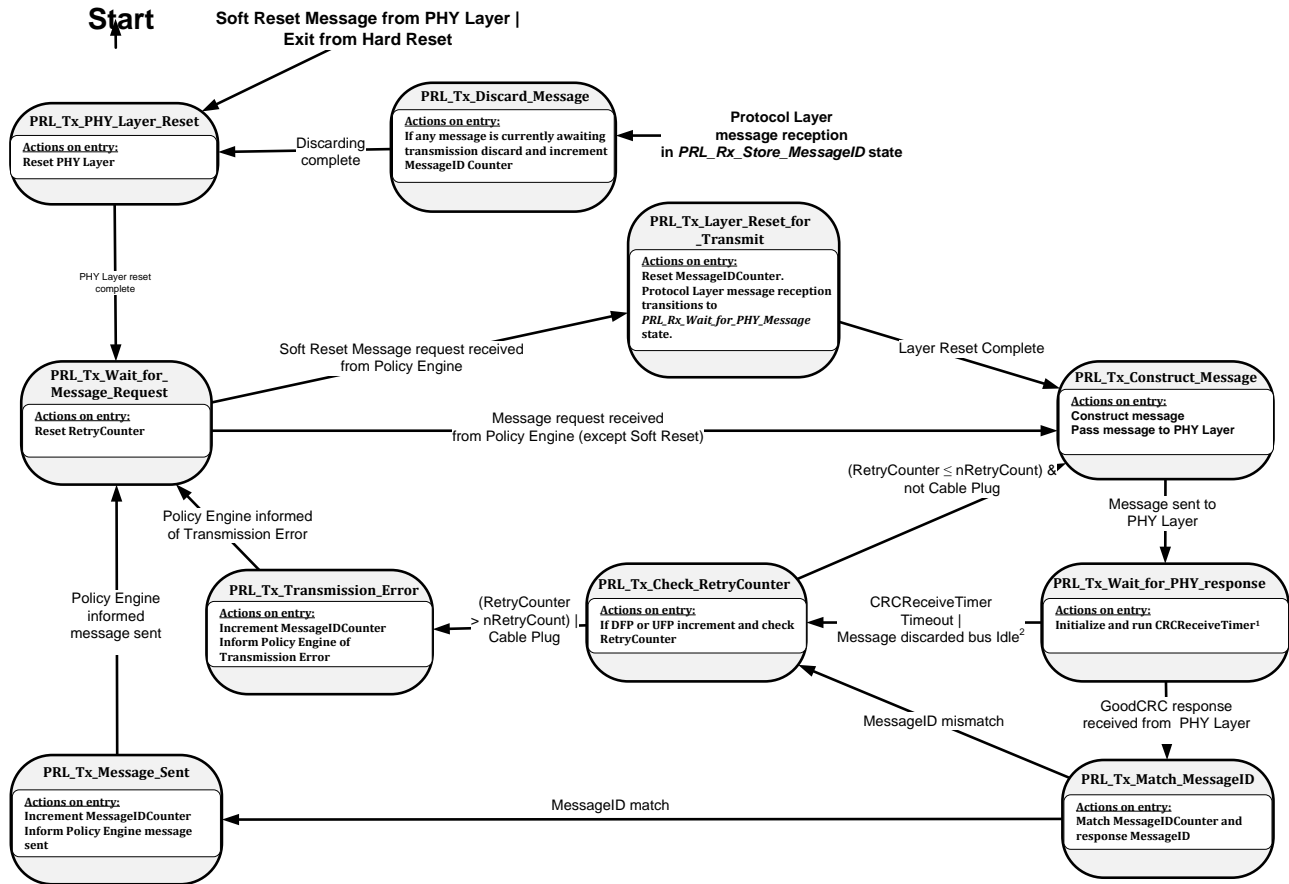 Start
Soft Reset Message from PHY Layer |
Exit from Hard Reset
PRL_Tx_PHY_Layer_Reset
Actions on entry:
Reset PHY Layer
Discarding
complete
PRL_Tx_Discard_Message
Actions on entry:
If any message is currently awaiting
transmission discard and increment
MessageID Counter
Protocol Layer
message reception
in PRL_Rx_Store_MessageID state
PHY Layer reset
complete
PRL_Tx_Layer_Reset_for
_Transmit
Actions on entry:
Reset MessageIDCounter.
Protocol Layer message reception
transitions to
PRL_Rx_Wait_for_PHY_Message
state.
Soft Reset Message request received
from Policy Engine
Layer Reset Complete
PRL_Tx_Wait_for_
Message_Request
Actions on entry:
Reset RetryCounter
Message request received
from Policy Engine (except Soft Reset)
PRL_Tx_Construct_Message
Actions on entry:
Construct message
Pass message to PHY Layer
(RetryCounter ≤ nRetryCount) &
not Cable Plug
Message sent to
PHY Layer
Policy Engine informed
of Transmission Error
Policy Engine
informed
message sent
PRL_Tx_Transmission_Error
Actions on entry:
Increment MessageIDCounter
Inform Policy Engine of
Transmission Error
(RetryCounter
> nRetryCount) |
Cable Plug
PRL_Tx_Check_RetryCounter
Actions on entry:
If DFP or UFP increment and check
RetryCounter
CRCReceiveTimer
Timeout |
Message discarded bus Idle²
PRL_Tx_Wait_for_PHY_response
Actions on entry:
Initialize and run CRCReceiveTimer¹
GoodCRC response
received from PHY Layer
MessageID mismatch
PRL_Tx_Message_Sent
Actions on entry:
Increment MessageIDCounter
Inform Policy Engine message
sent
MessageID match
PRL_Tx_Match_MessageID
Actions on entry:
Match MessageIDCounter and
response MessageID